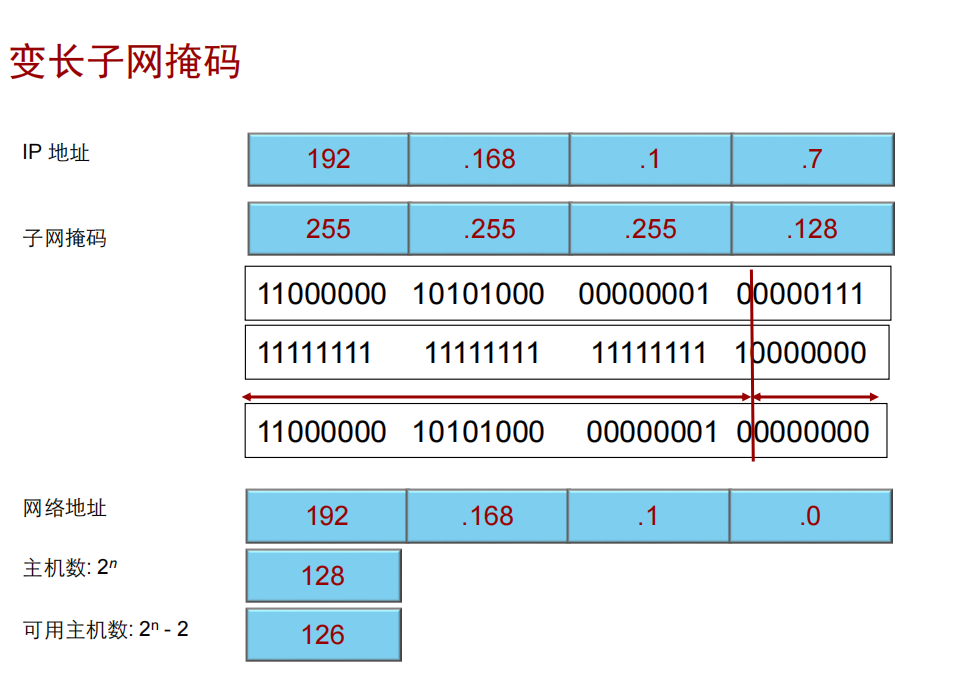 变长子网掩码
IP 地址 192 .168 .1 .7
子网掩码 255 .255 .255 .128
11000000 10101000 00000001 00000111
11111111 11111111 11111111 10000000
11000000 10101000 00000001 00000000
网络地址 192 .168 .1 .0
主机数: 2ⁿ 128
可用主机数: 2ⁿ - 2 126